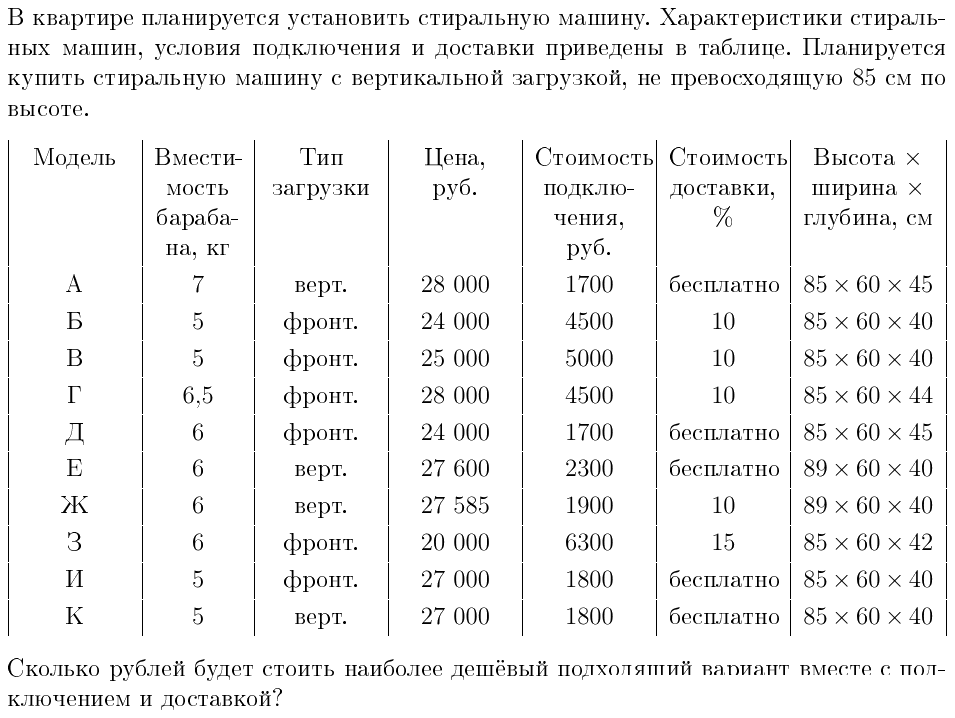 В квартире планируется установить стиральную машину. Характеристики стираль-
ных машин, условия подключения и доставки приведены в таблице. Планируется
купить стиральную машину с вертикальной загрузкой, не превосходящую 85 см по
высоте.
Модель Вмести- Тип Цена, Стоимость Стоимость Высота ×
мость загрузки руб. подклю- доставки, ширина ×
бараба- чения, % глубина, см
на, кг руб.
А 7 верт. 28 000 1700 бесплатно 85 × 60 × 45
Б 5 фронт. 24 000 4500 10 85 × 60 × 40
В 5 фронт. 25 000 5000 10 85 × 60 × 40
Г 6,5 фронт. 28 000 4500 10 85 × 60 × 44
Д 6 фронт. 24 000 1700 бесплатно 85 × 60 × 45
Е 6 верт. 27 600 2300 бесплатно 89 × 60 × 40
Ж 6 верт. 27 585 1900 10 89 × 60 × 40
З 6 фронт. 20 000 6300 15 85 × 60 × 42
И 5 фронт. 27 000 1800 бесплатно 85 × 60 × 40
К 5 верт. 27 000 1800 бесплатно 85 × 60 × 40
Сколько рублей будет стоить наиболее дешёвый подходящий вариант вместе с под-
ключением и доставкой?